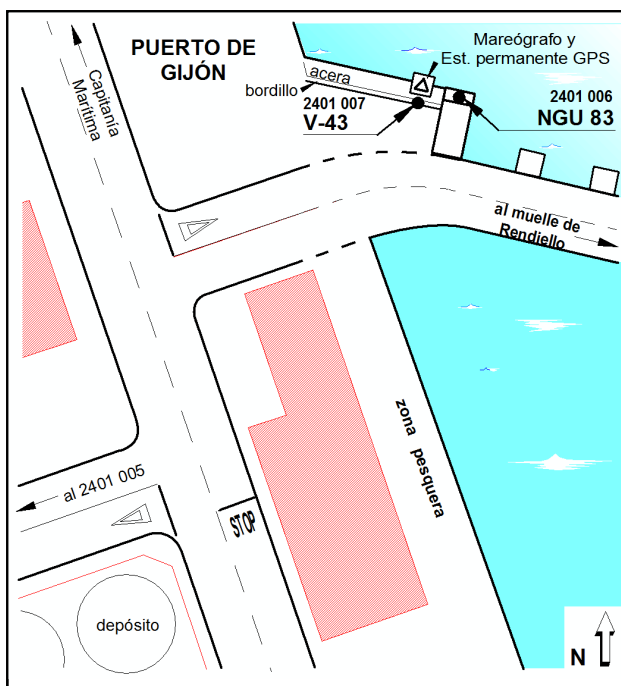 PUERTO DE
GIJÓN
Mareógrafo y
Est. permanente GPS
acera
bordillo
2401 007
V-43
2401 006
NGU 83
Capitanía
Marítima
al muelle de
Rendiello
zona pesquera
al 2401 005
STOP
depósito
N